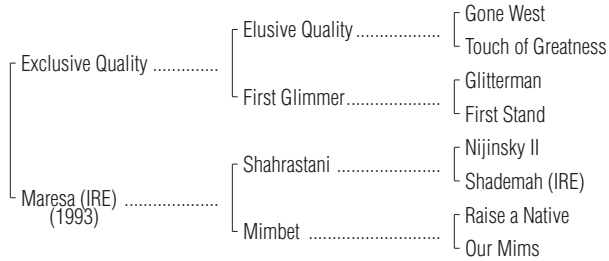 Gone West
Elusive Quality ..................
Touch of Greatness
Exclusive Quality ..............
Glitterman
First Glimmer....................
First Stand
Nijinsky II
Shahrastani ......................
Shademah (IRE)
Maresa (IRE) ....................
(1993)
Raise a Native
Mimbet ............................
Our Mims